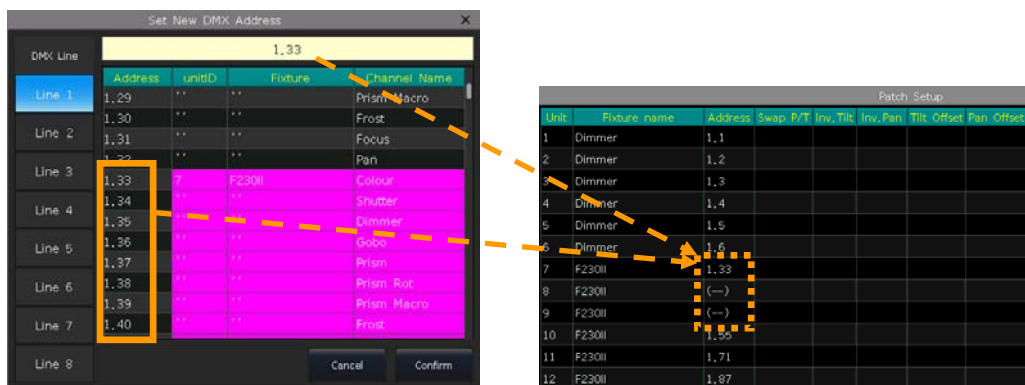 Set New DMX Address ×
DMX Line
1.33
Address unitID Fixture Channel Name
Line 1
1.29 '' '' Prism Macro
1.30 '' '' Frost
Line 2
1.31 '' '' Focus
1.32 '' '' Pan
Line 3
1.33 7 F230II Colour
1.34 '' '' Shutter
Line 4
1.35 '' '' Dimmer
1.36 '' '' Gobo
Line 5
1.37 '' '' Prism
Line 6
1.38 '' '' Prism Rot
1.39 '' '' Prism Macro
Line 7
1.40 '' '' Frost
Line 8
Cancel Confirm
Patch Setup
Unit Fixture name Address Swap P/T Inv.Tilt Inv.Pan Tilt Offset Pan Offset
1 Dimmer 1.1
2 Dimmer 1.2
3 Dimmer 1.3
4 Dimmer 1.4
5 Dimmer 1.5
6 Dimmer 1.6
7 F230II 1.33
8 F230II (--)
9 F230II (--)
10 F230II 1.55
11 F230II 1.71
12 F230II 1.87